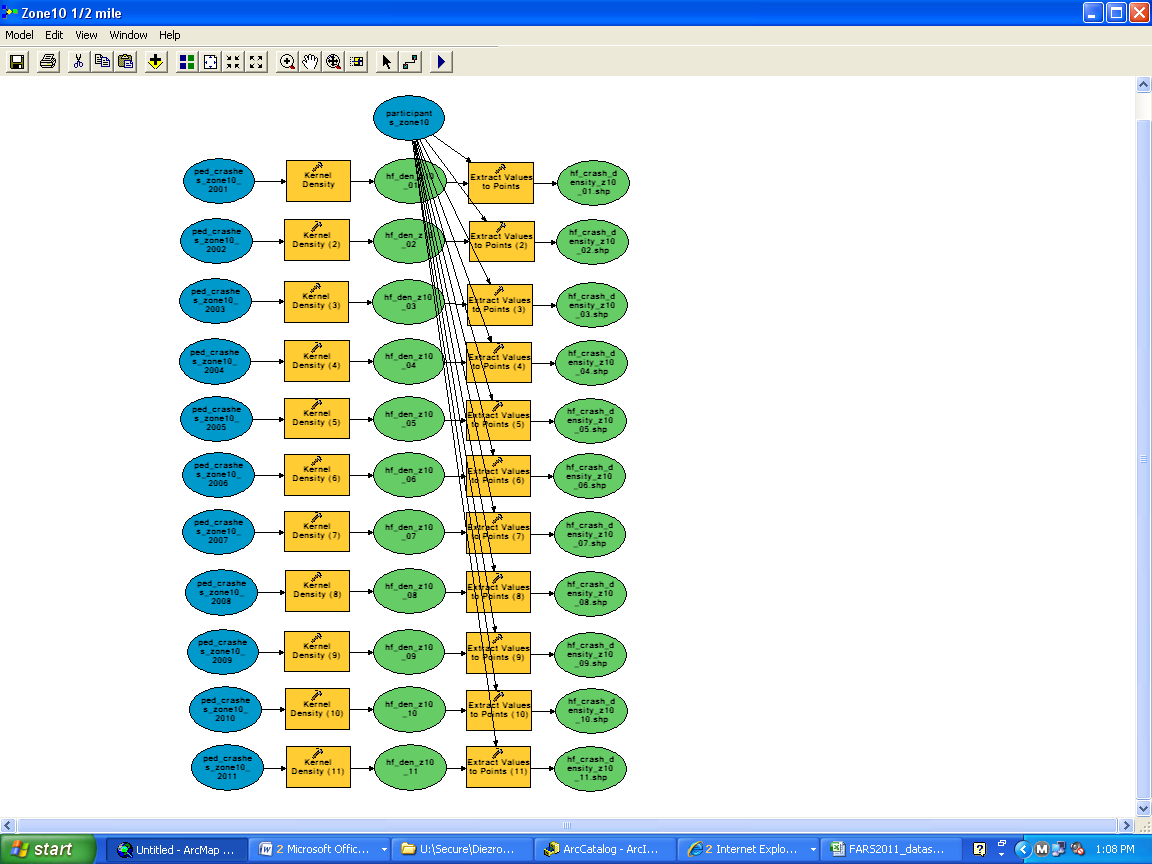 Zone10 1/2 mile
Model Edit View Window Help
participant
s_zone10
ped_crashe
s_zone10_
2001
Kernel
Density
hf_den_z10
_01
Extract Values
to Points
hf_crash_d
ensity_z10
_01.shp
ped_crashe
s_zone10_
2002
Kernel
Density (2)
hf_den_z10
_02
Extract Values
to Points (2)
hf_crash_d
ensity_z10
_02.shp
ped_crashe
s_zone10_
2003
Kernel
Density (3)
hf_den_z10
_03
Extract Values
to Points (3)
hf_crash_d
ensity_z10
_03.shp
ped_crashe
s_zone10_
2004
Kernel
Density (4)
hf_den_z10
_04
Extract Values
to Points (4)
hf_crash_d
ensity_z10
_04.shp
ped_crashe
s_zone10_
2005
Kernel
Density (5)
hf_den_z10
_05
Extract Values
to Points (5)
hf_crash_d
ensity_z10
_05.shp
ped_crashe
s_zone10_
2006
Kernel
Density (6)
hf_den_z10
_06
Extract Values
to Points (6)
hf_crash_d
ensity_z10
_06.shp
ped_crashe
s_zone10_
2007
Kernel
Density (7)
hf_den_z10
_07
Extract Values
to Points (7)
hf_crash_d
ensity_z10
_07.shp
ped_crashe
s_zone10_
2008
Kernel
Density (8)
hf_den_z10
_08
Extract Values
to Points (8)
hf_crash_d
ensity_z10
_08.shp
ped_crashe
s_zone10_
2009
Kernel
Density (9)
hf_den_z10
_09
Extract Values
to Points (9)
hf_crash_d
ensity_z10
_09.shp
ped_crashe
s_zone10_
2010
Kernel
Density (10)
hf_den_z10
_10
Extract Values
to Points (10)
hf_crash_d
ensity_z10
_10.shp
ped_crashe
s_zone10_
2011
Kernel
Density (11)
hf_den_z10
_11
Extract Values
to Points (11)
hf_crash_d
ensity_z10
_11.shp
start
Untitled - ArcMap ...
2 Microsoft Offic...
U:\Secure\Diezro...
ArcCatalog - ArcI...
2 Internet Explo...
FARS2011_datas...
1:08 PM